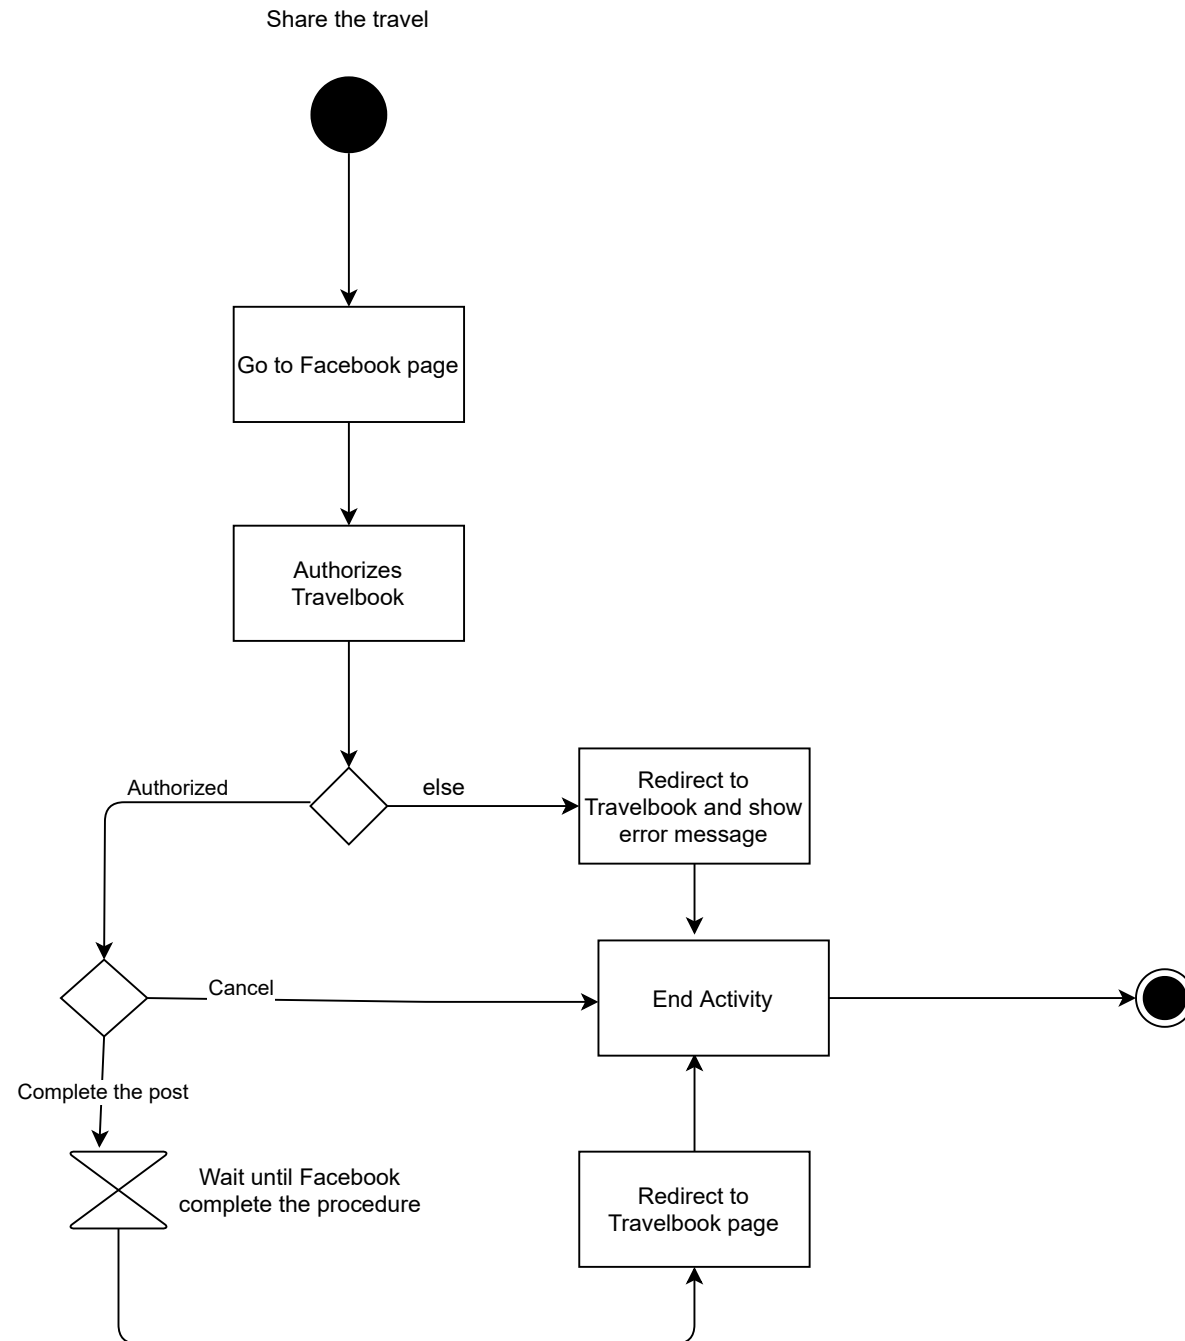 Share the travel
Go to Facebook page
Authorizes
Travelbook
Authorized
else
Redirect to
Travelbook and show
error message
Cancel
End Activity
Complete the post
Wait until Facebook
complete the procedure
Redirect to
Travelbook page